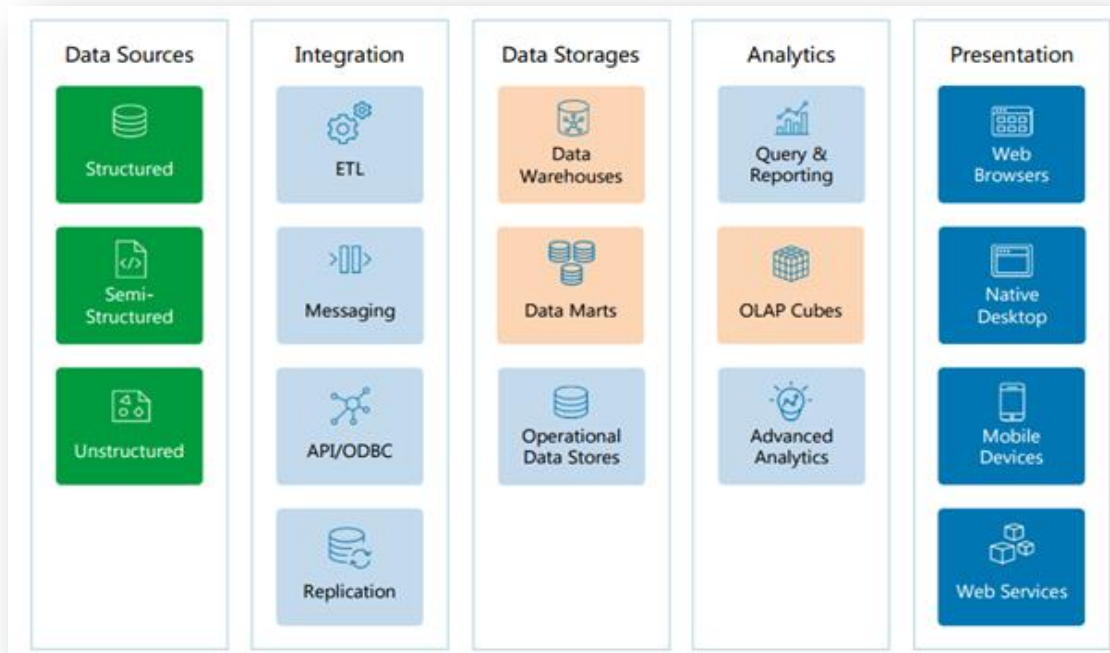 Data Sources
Structured
Semi-
Structured
Unstructured
Integration
ETL
Messaging
API/ODBC
Replication
Data Storages
Data
Warehouses
Data Marts
Operational
Data Stores
Analytics
Query &
Reporting
OLAP Cubes
Advanced
Analytics
Presentation
Web
Browsers
Native
Desktop
Mobile
Devices
Web Services